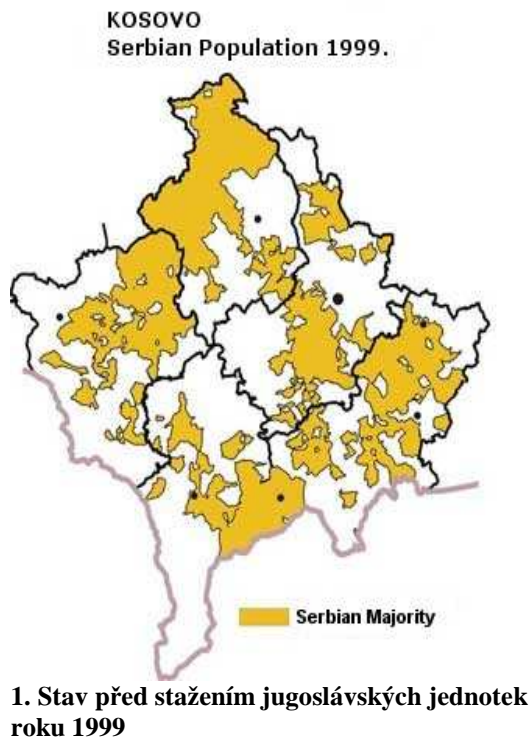 KOSOVO
Serbian Population 1999.
Serbian Majority
1. Stav před stažením jugoslávských jednotek
roku 1999